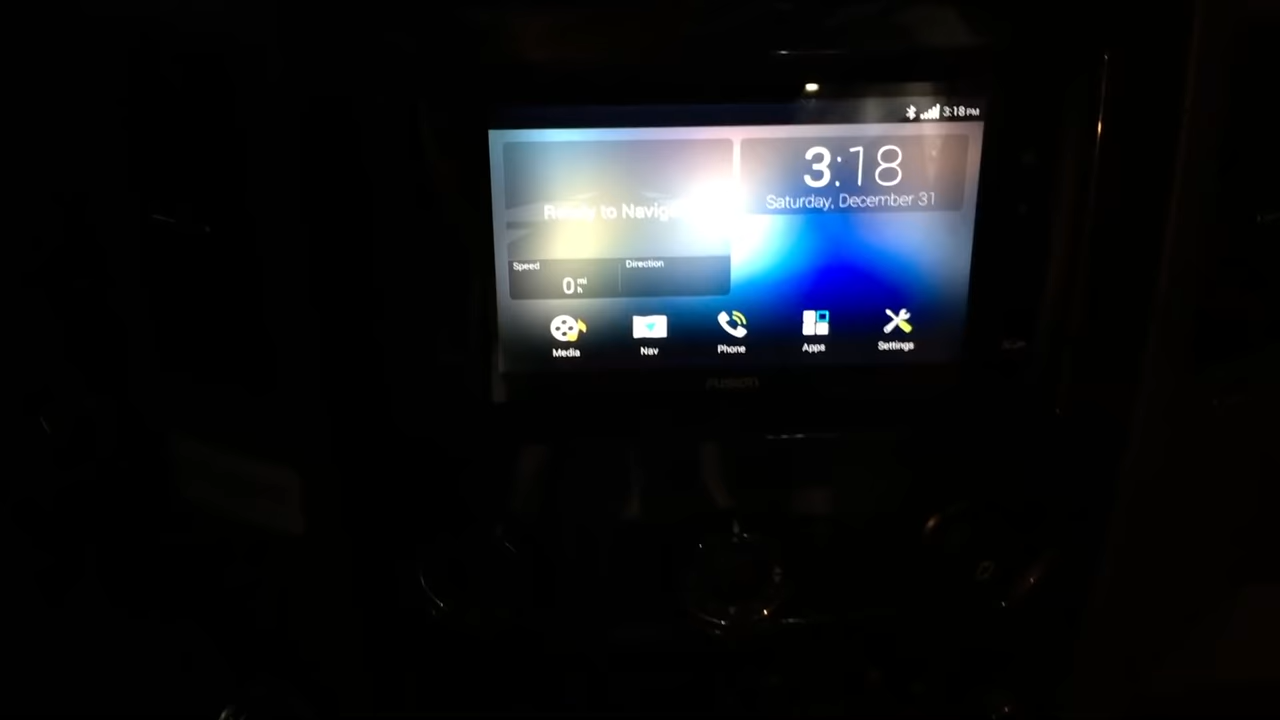 3:18 PM
3:18
Saturday, December 31
Ready to Navigate
Speed
0 mi h
Direction
Media
Nav
Phone
Apps
Settings
FUSION